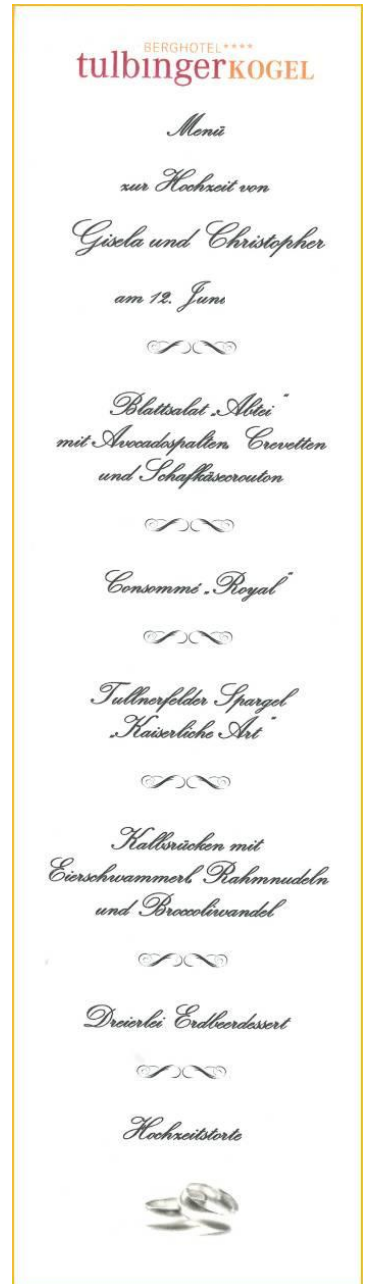 BERGHOTEL****
tulbingerKOGEL
Menü
zur Hochzeit von
Gisela und Christopher
am 12. Juni
Blattsalat „Abtei“
mit Avocadospalten, Crevetten
und Schafkäsecrouton
Consommé „Royal“
Tullnerfelder Spargel
„Kaiserliche Art“
Kalbsrücken mit
Eierschwammerl, Rahmnudeln
und Broccoliwandel
Dreierlei Erdbeerdessert
Hochzeitstorte